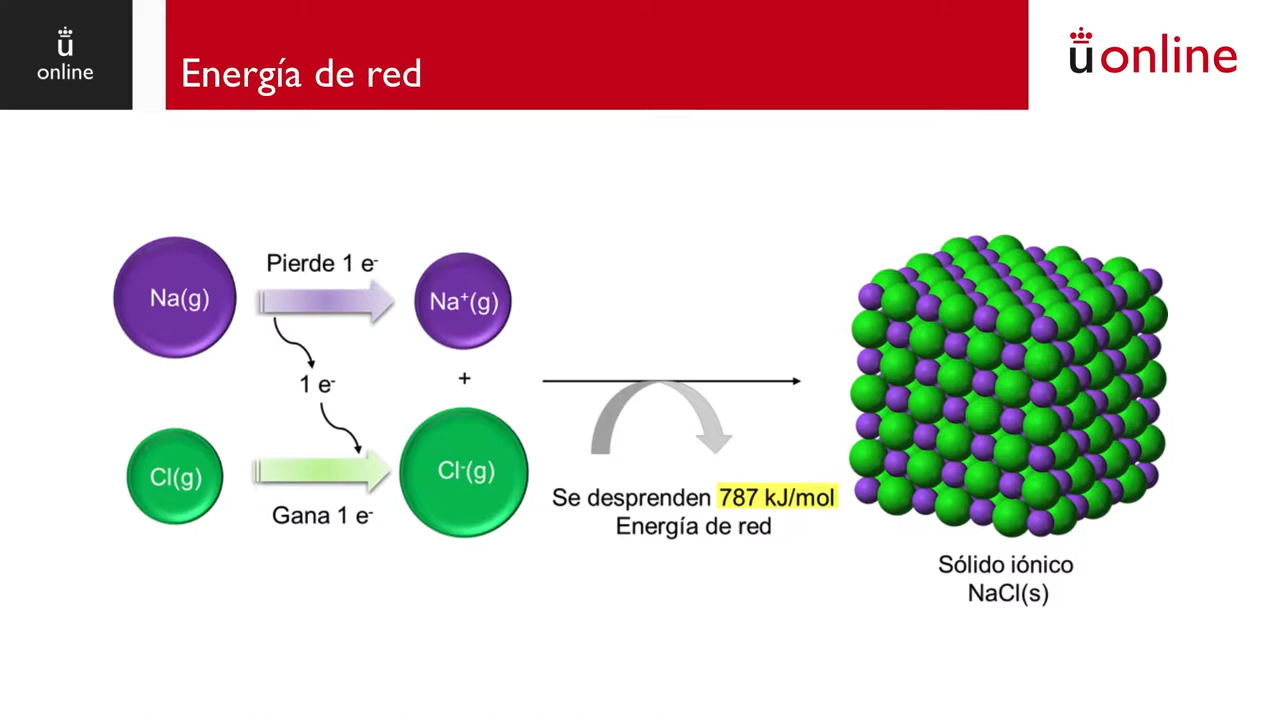 ü
online
Energía de red
üonline
Pierde 1 e⁻
Na(g)
Na⁺(g)
1 e⁻
+
Cl(g)
Cl⁻(g)
Gana 1 e⁻
Se desprenden 787 kJ/mol
Energía de red
Sólido iónico
NaCl(s)